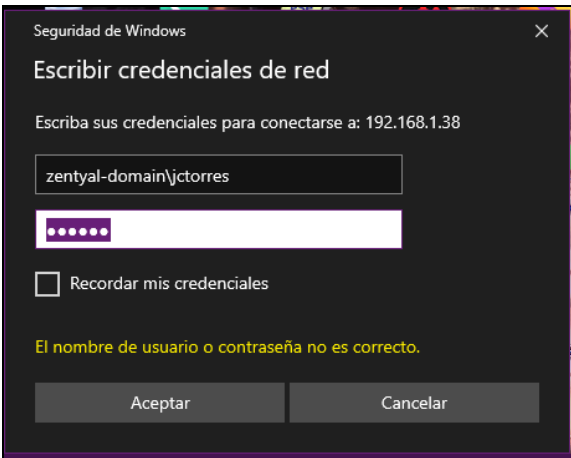 Seguridad de Windows
Escribir credenciales de red
Escriba sus credenciales para conectarse a: 192.168.1.38
zentyal-domain\jctorres
●●●●●●
Recordar mis credenciales
El nombre de usuario o contraseña no es correcto.
Aceptar
Cancelar